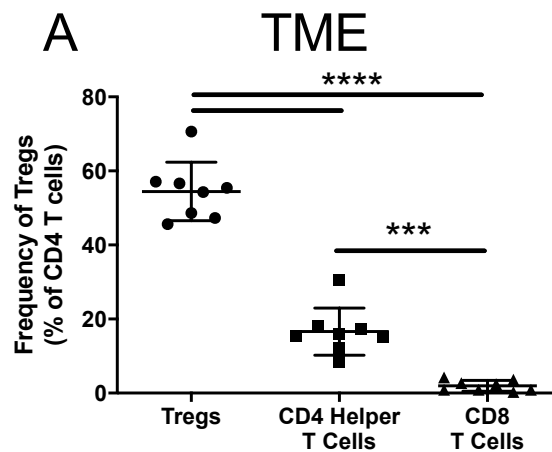 A
TME
****
***
Frequency of Tregs
(% of CD4 T cells)
80
60
40
20
0
Tregs
CD4 Helper
T Cells
CD8
T Cells